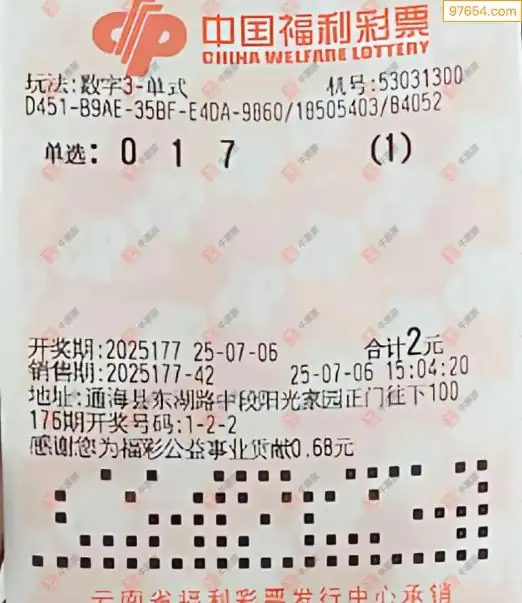 97654.com
中国福利彩票
CHINA WELFARE LOTTERY
玩法:数字3-单式 机号:53031300
D451-B9AE-35BF-E4DA-9860/18505403/B4052
单选: 0 1 7 (1)
开奖期:2025177 25-07-06 合计2元
销售期:2025177-42 25-07-06 15:04:20
地址:通海县东湖路中段阳光家园正门往下100
176期开奖号码:1-2-2
感谢您为福彩公益事业贡献0.68元
云南省福利彩票发行中心承销